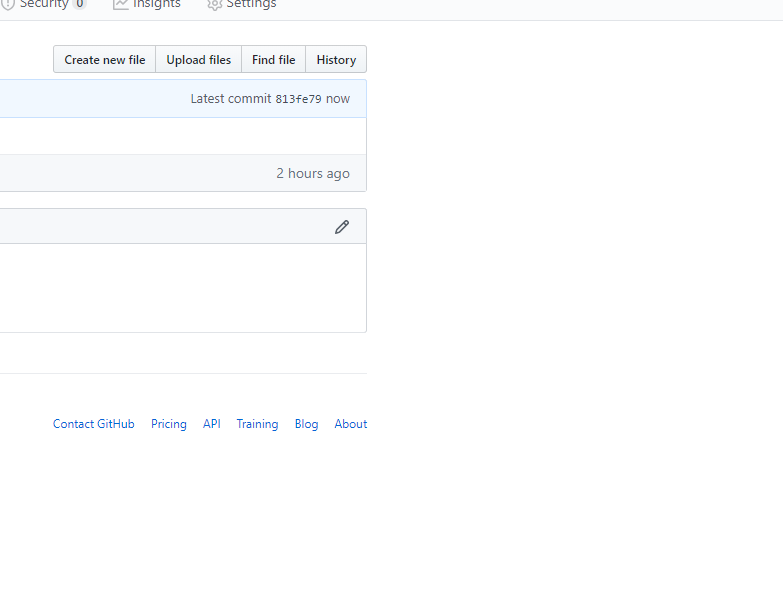 Security 0 Insights Settings
Create new file Upload files Find file History
Latest commit 813fe79 now
2 hours ago
Contact GitHub Pricing API Training Blog About